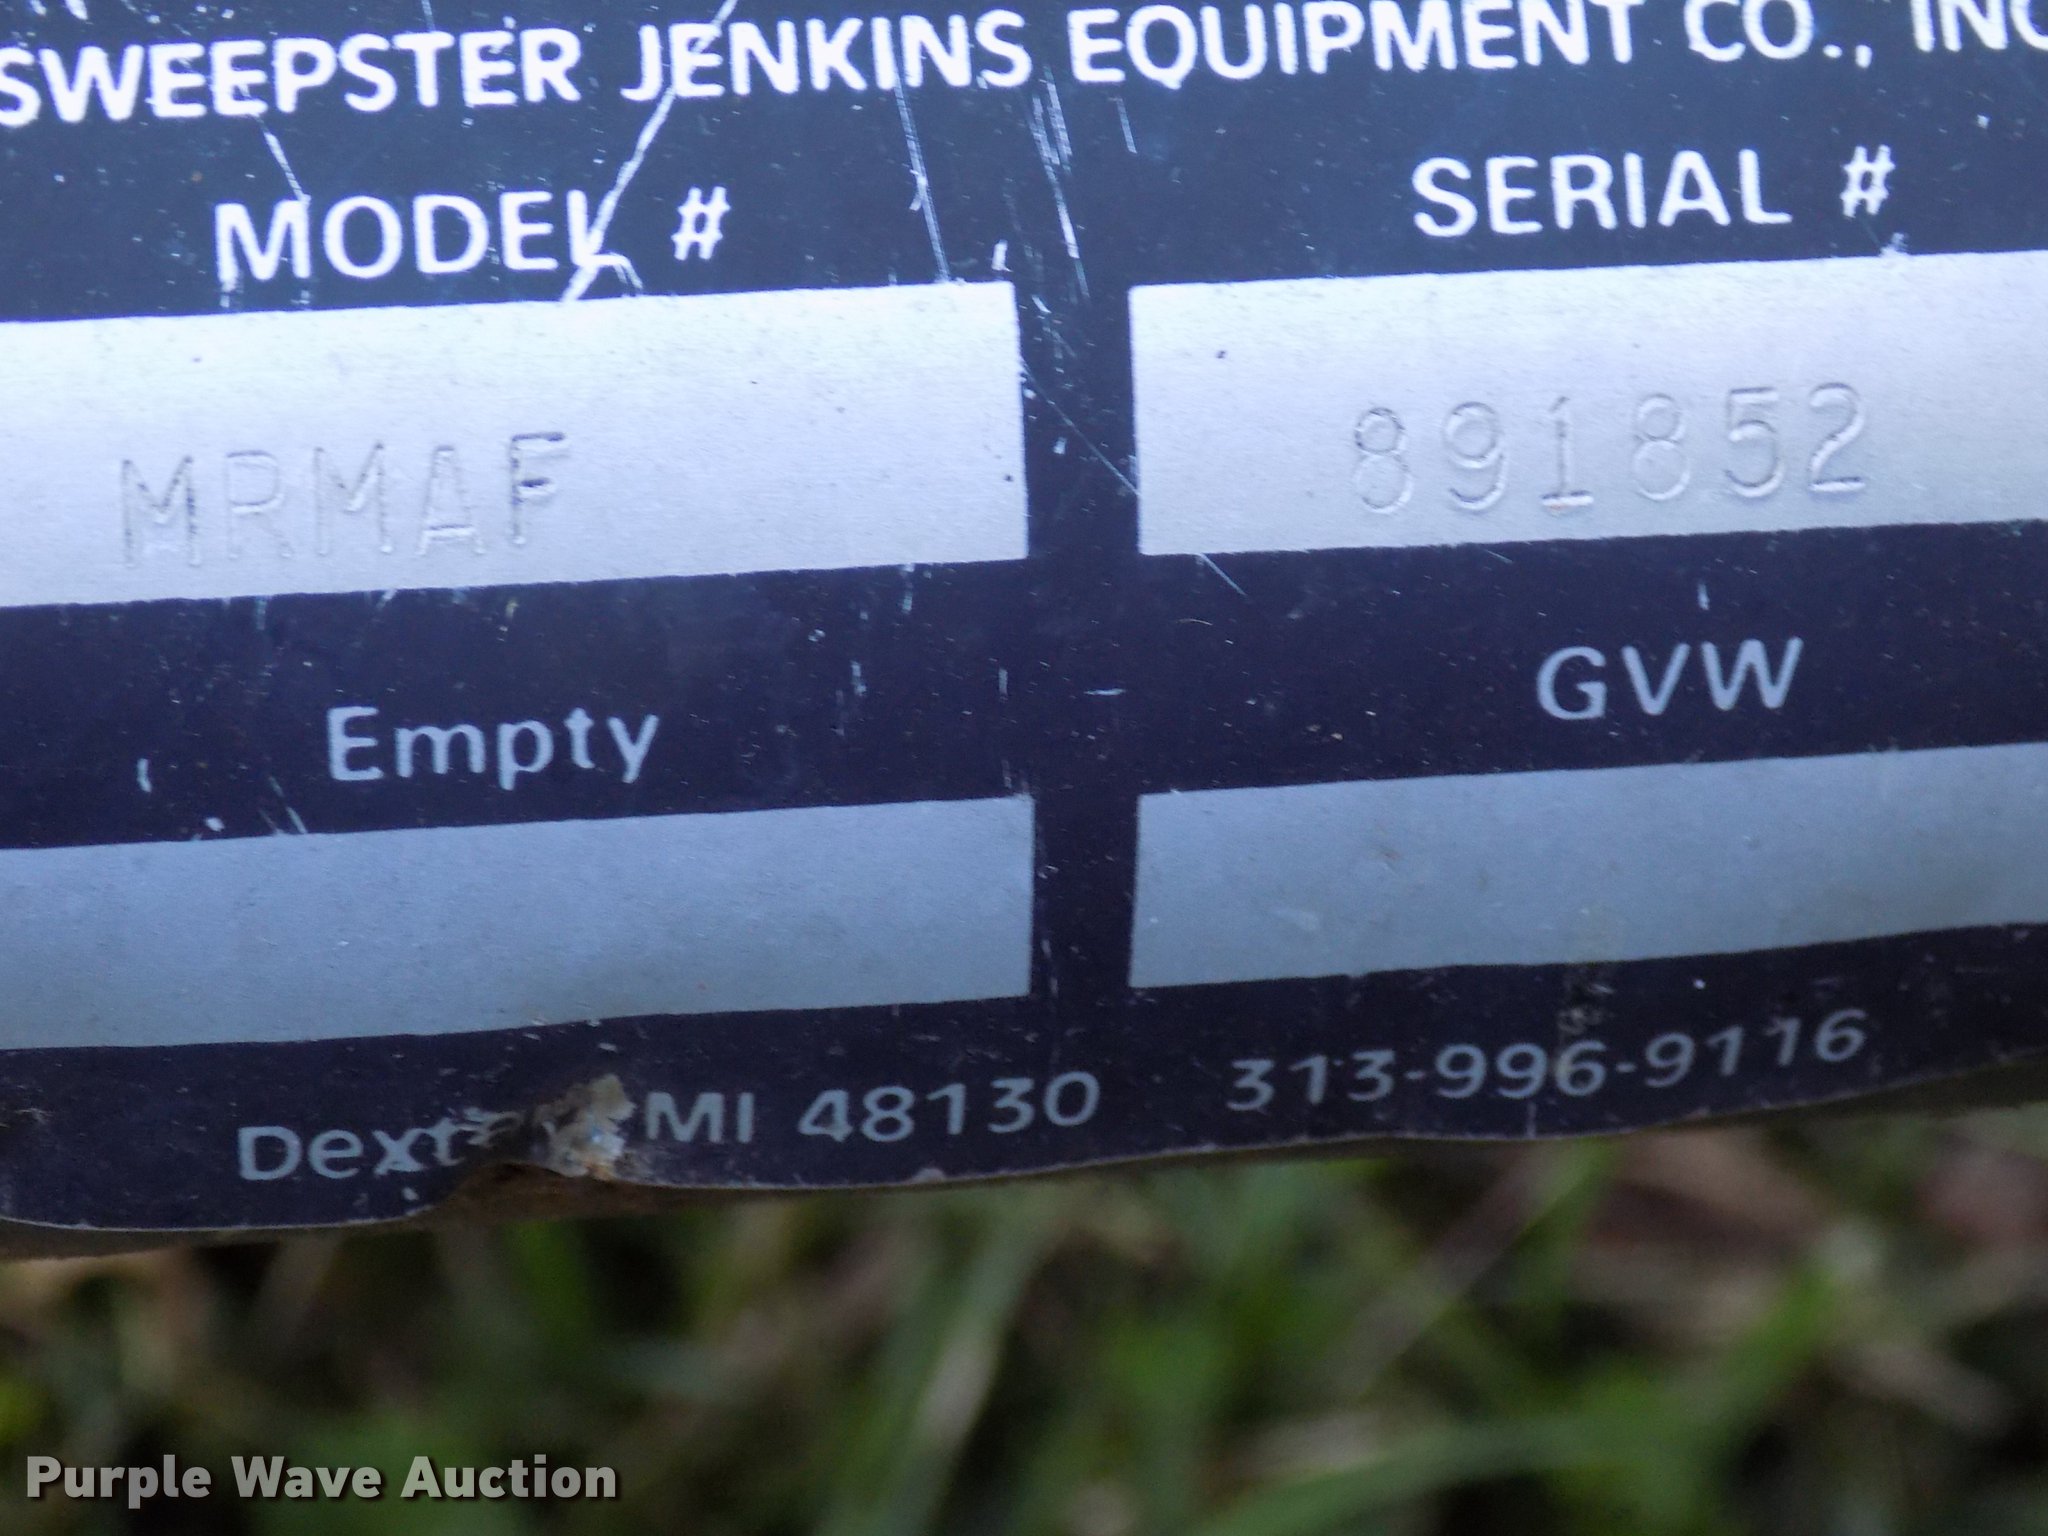 SWEEPSTER JENKINS EQUIPMENT CO., INC
MODEL # SERIAL #
MRMAF 891852
Empty GVW
MI 48130 313-996-9116
Purple Wave Auction